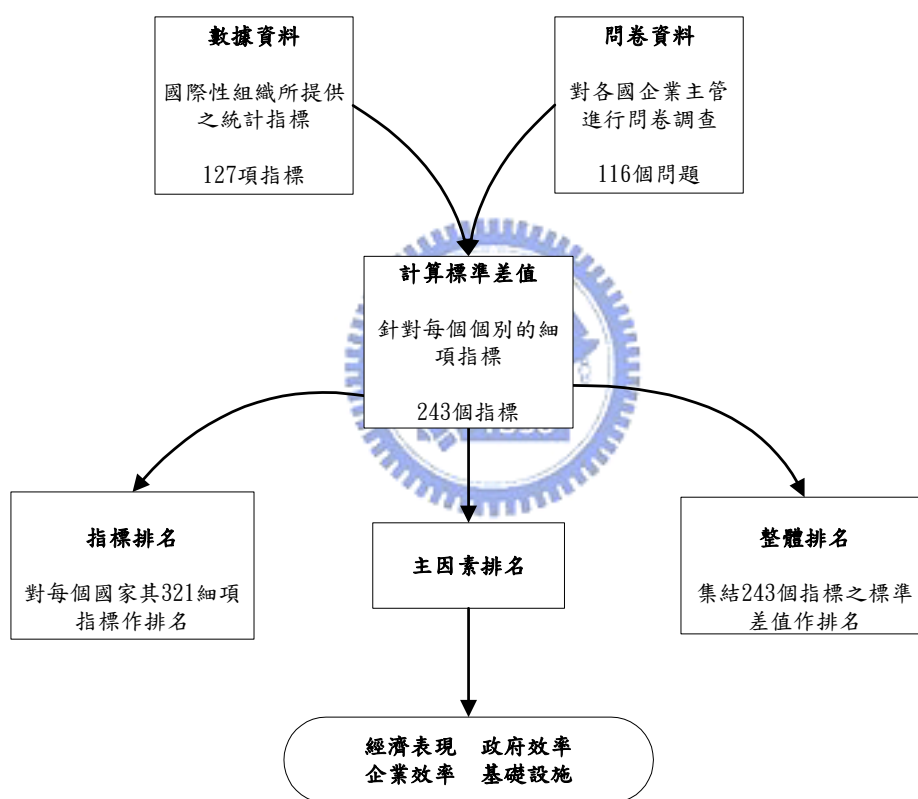 數據資料
國際性組織所提供
之統計指標
127項指標
問卷資料
對各國企業主管
進行問卷調查
116個問題
計算標準差值
針對每個個別的細
項指標
243個指標
指標排名
對每個國家其321細項
指標作排名
主因素排名
整體排名
集結243個指標之標準
差值作排名
經濟表現 政府效率
企業效率 基礎設施